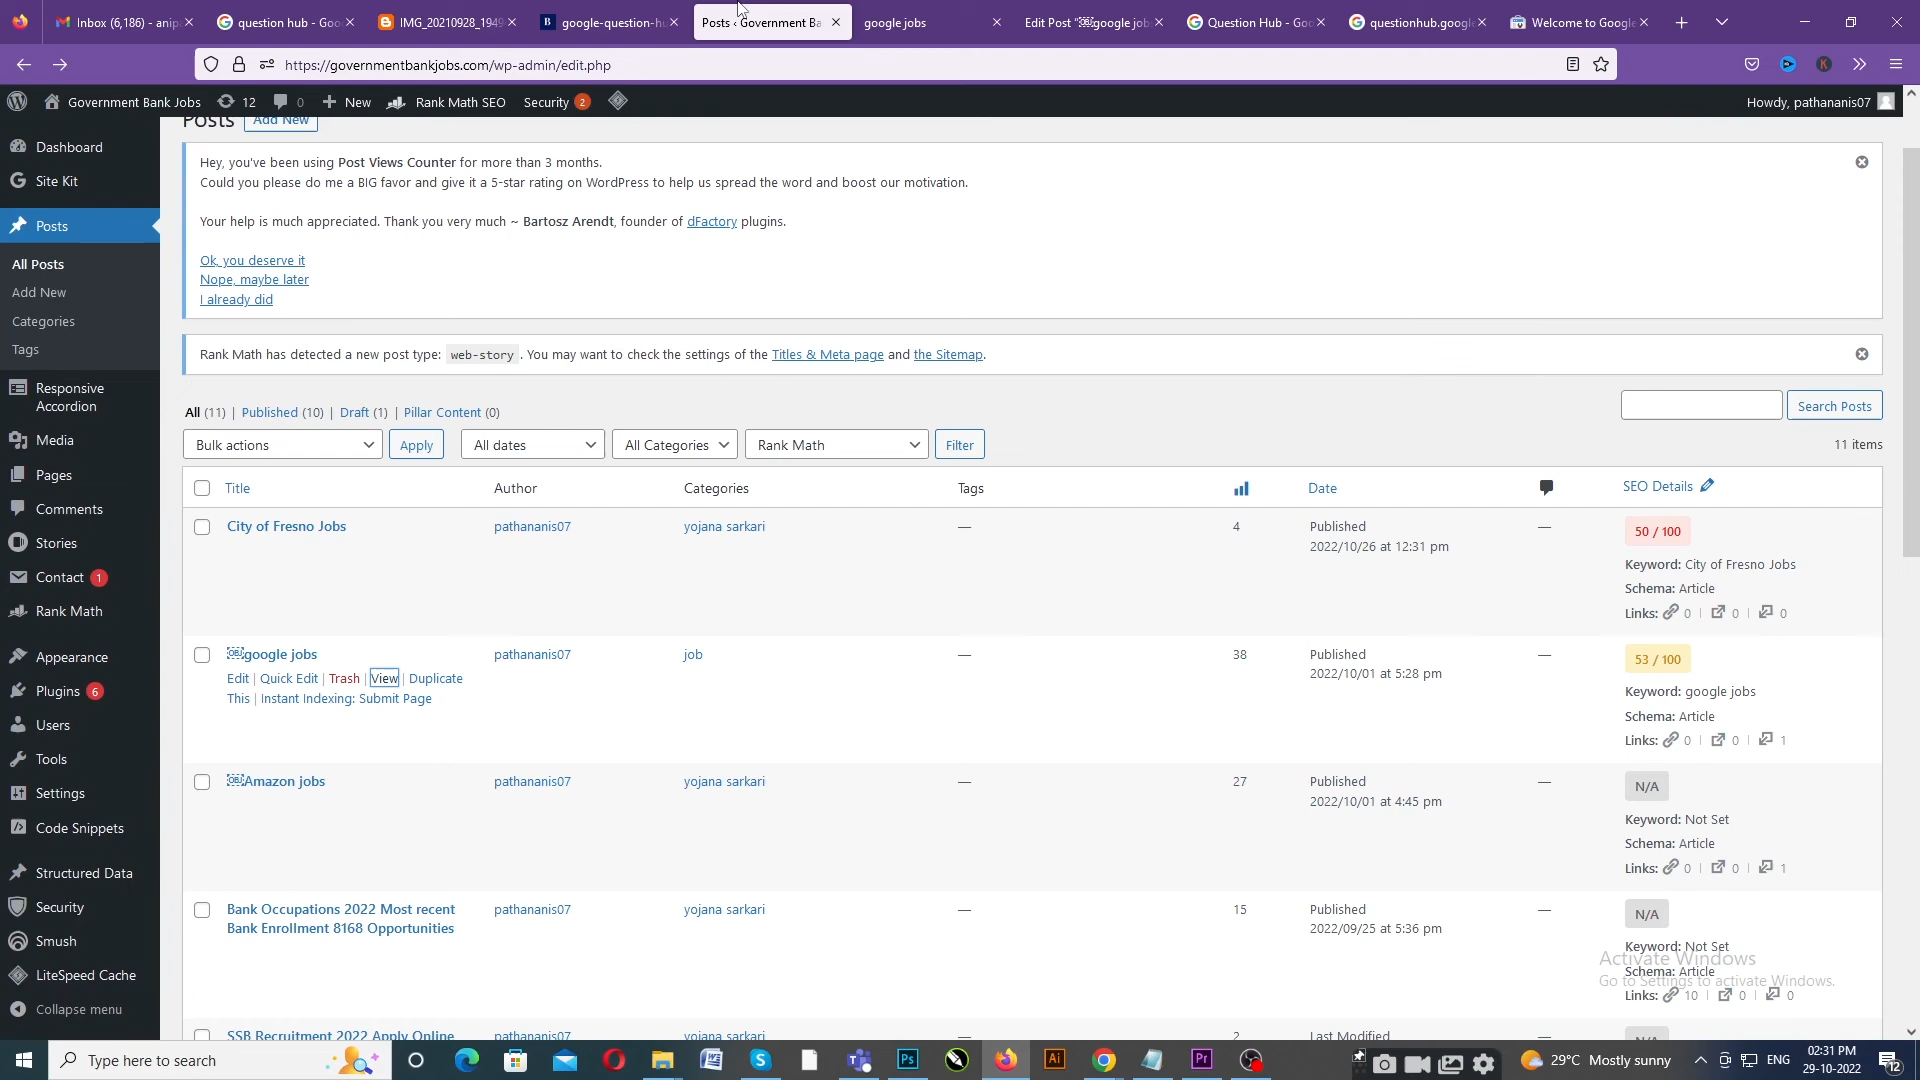 Inbox (6,186) - anip
question hub - Goo
IMG_20210928_1949
google-question-hu
Posts ‹ Government Ba
google jobs
Edit Post "￼google job
Question Hub - Goo
questionhub.google
Welcome to Google
https://governmentbankjobs.com/wp-admin/edit.php
Government Bank Jobs
12
0
New
Rank Math SEO
Security 2
Howdy, pathananis07
Dashboard
Site Kit
Posts
All Posts
Add New
Categories
Tags
Responsive
Accordion
Media
Pages
Comments
Stories
Contact 1
Rank Math
Appearance
Plugins 6
Users
Tools
Settings
Code Snippets
Structured Data
Security
Smush
LiteSpeed Cache
Collapse menu
Posts Add New
Hey, you've been using Post Views Counter for more than 3 months.
Could you please do me a BIG favor and give it a 5-star rating on WordPress to help us spread the word and boost our motivation.
Your help is much appreciated. Thank you very much ~ Bartosz Arendt, founder of dFactory plugins.
Ok, you deserve it
Nope, maybe later
I already did
Rank Math has detected a new post type: web-story . You may want to check the settings of the Titles & Meta page and the Sitemap.
All (11) | Published (10) | Draft (1) | Pillar Content (0)
Search Posts
Bulk actions Apply All dates All Categories Rank Math Filter
11 items
Title Author Categories Tags Date SEO Details
City of Fresno Jobs pathananis07 yojana sarkari — 4 Published —
2022/10/26 at 12:31 pm
50 / 100
Keyword: City of Fresno Jobs
Schema: Article
Links: 0 | 0 | 0
￼google jobs pathananis07 job — 38 Published —
2022/10/01 at 5:28 pm
Edit | Quick Edit | Trash | View | Duplicate
This | Instant Indexing: Submit Page
53 / 100
Keyword: google jobs
Schema: Article
Links: 0 | 0 | 1
￼Amazon jobs pathananis07 yojana sarkari — 27 Published —
2022/10/01 at 4:45 pm
N/A
Keyword: Not Set
Schema: Article
Links: 0 | 0 | 1
Bank Occupations 2022 Most recent pathananis07 yojana sarkari — 15 Published —
Bank Enrollment 8168 Opportunities 2022/09/25 at 5:36 pm
N/A
Keyword: Not Set
Schema: Article
Links: 10 | 0 | 0
Activate Windows
Go to Settings to activate Windows.
SSB Recruitment 2022 Apply Online pathananis07 yojana sarkari — 2 Last Modified — N/A
Type here to search
29°C Mostly sunny
ENG
02:31 PM
29-10-2022
12